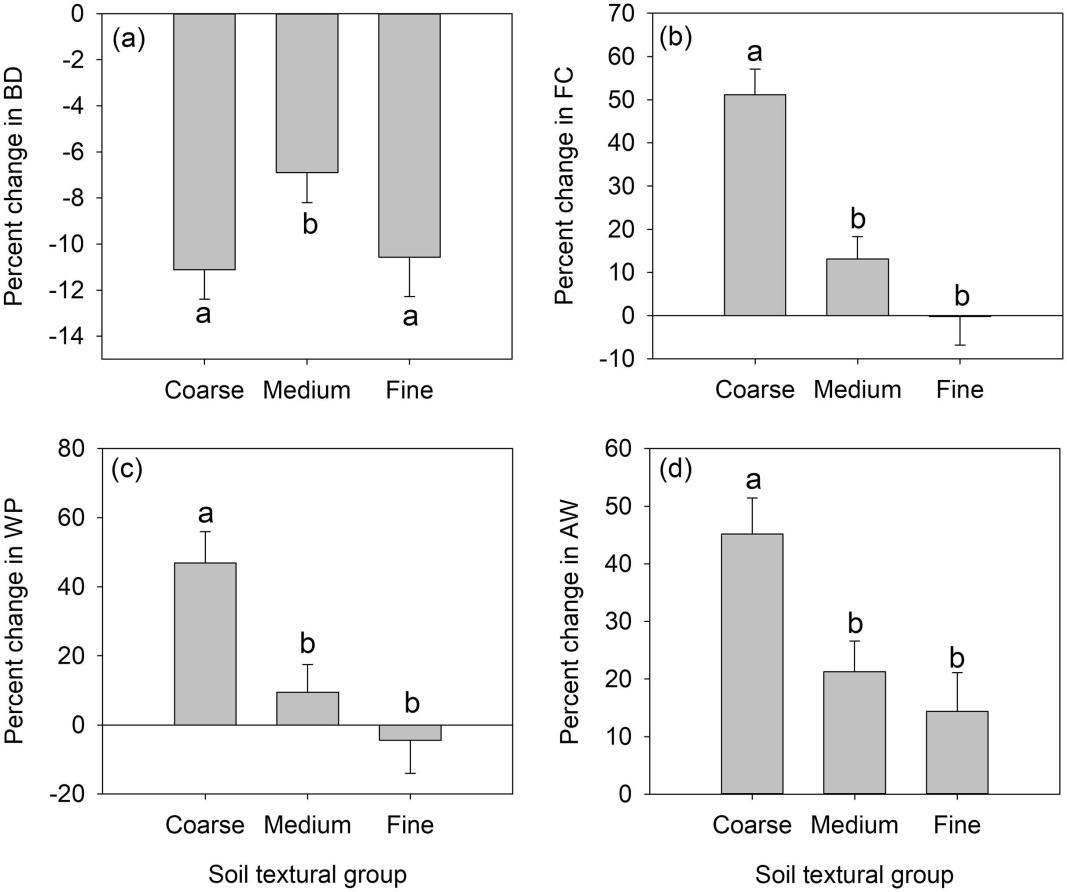 (a)
Percent change in BD
0
-2
-4
-6
-8
-10
-12
-14
a
b
a
Coarse Medium Fine
(b)
Percent change in FC
70
60
50
40
30
20
10
0
-10
a
b
b
Coarse Medium Fine
(c)
Percent change in WP
80
60
40
20
0
-20
a
b
b
Coarse Medium Fine
Soil textural group
(d)
Percent change in AW
60
50
40
30
20
10
0
a
b
b
Coarse Medium Fine
Soil textural group